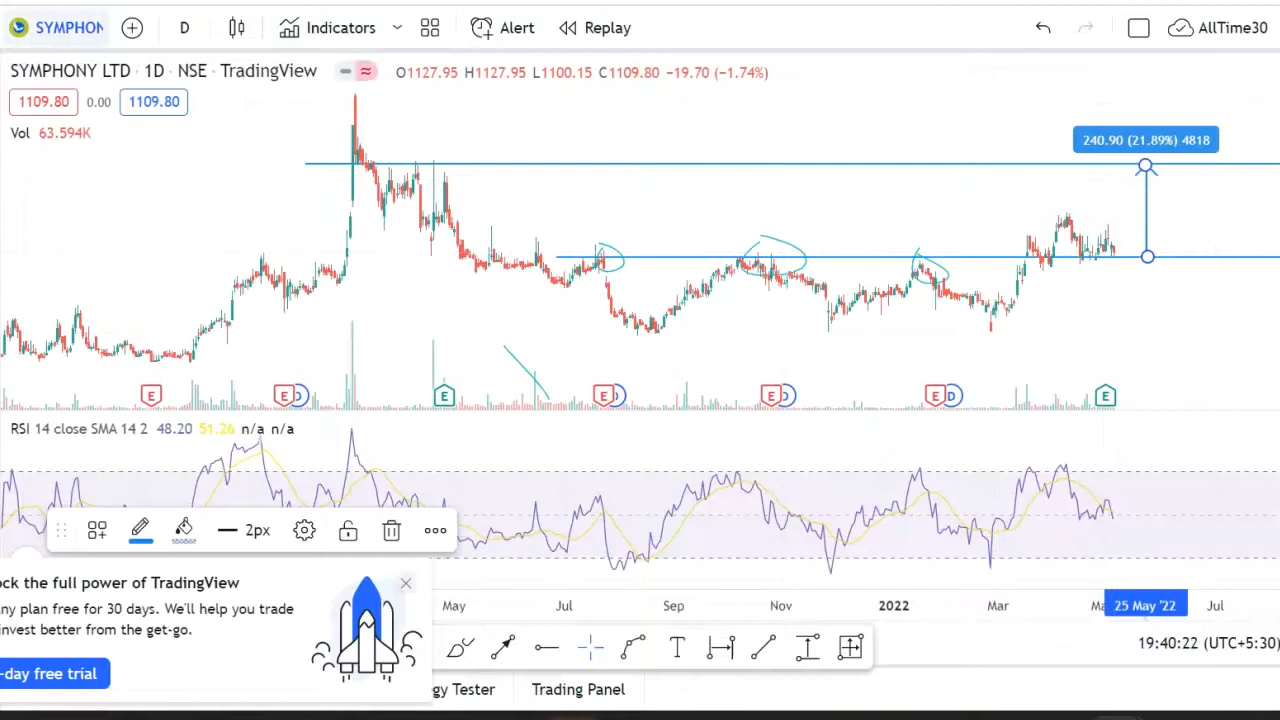 SYMPHON D Indicators Alert Replay AllTime30
SYMPHONY LTD · 1D · NSE · TradingView O1127.95 H1127.95 L1100.15 C1109.80 −19.70 (−1.74%)
1109.80 0.00 1109.80
Vol 63.594K
240.90 (21.89%) 4818
E E D E E D E D E D E
RSI 14 close SMA 14 2 48.20 51.26 n/a n/a
2px
ock the full power of TradingView
ny plan free for 30 days. We'll help you trade
invest better from the get-go.
-day free trial
May Jul Sep Nov 2022 Mar 25 May '22 Jul
T
19:40:22 (UTC+5:30)
gy Tester Trading Panel